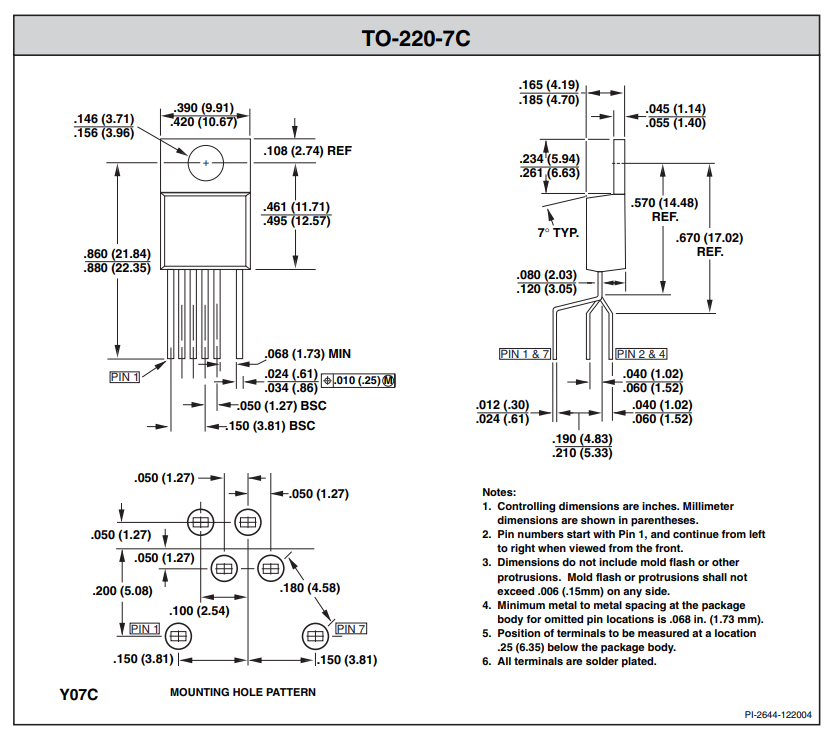 TO-220-7C
.146 (3.71)
.156 (3.96)
.390 (9.91)
.420 (10.67)
.108 (2.74) REF
.461 (11.71)
.495 (12.57)
.860 (21.84)
.880 (22.35)
.068 (1.73) MIN
PIN 1
.024 (.61)
.034 (.86)
.010 (.25) Ⓜ
.050 (1.27) BSC
.150 (3.81) BSC
.165 (4.19)
.185 (4.70)
.045 (1.14)
.055 (1.40)
.234 (5.94)
.261 (6.63)
.570 (14.48)
REF.
7° TYP.
.670 (17.02)
REF.
.080 (2.03)
.120 (3.05)
PIN 1 & 7
PIN 2 & 4
.040 (1.02)
.060 (1.52)
.012 (.30)
.024 (.61)
.040 (1.02)
.060 (1.52)
.190 (4.83)
.210 (5.33)
.050 (1.27)
.050 (1.27)
.050 (1.27)
.050 (1.27)
.200 (5.08)
.180 (4.58)
.100 (2.54)
PIN 1
PIN 7
.150 (3.81)
.150 (3.81)
Y07C
MOUNTING HOLE PATTERN
Notes:
1. Controlling dimensions are inches. Millimeter
dimensions are shown in parentheses.
2. Pin numbers start with Pin 1, and continue from left
to right when viewed from the front.
3. Dimensions do not include mold flash or other
protrusions. Mold flash or protrusions shall not
exceed .006 (.15mm) on any side.
4. Minimum metal to metal spacing at the package
body for omitted pin locations is .068 in. (1.73 mm).
5. Position of terminals to be measured at a location
.25 (6.35) below the package body.
6. All terminals are solder plated.
PI-2644-122004